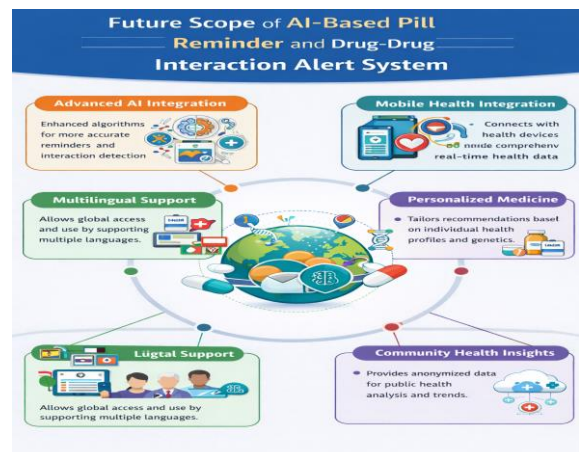 Future Scope of AI-Based Pill
Reminder and Drug-Drug
Interaction Alert System
Advanced AI Integration
Enhanced algorithms
for more accurate
reminders and
interaction detection
Mobile Health Integration
Connects with
health devices
comprehenv
real-time health data
Multilingual Support
Allows global access
and use by supporting
multiple languages.
Personalized Medicine
Tailors recommendations basel
on individual health
profiles and genetics.
Lügtal Support
Allows global access and use by
supporting multiple languages.
Community Health Insights
Provides anonymized data
for public health
analysis and trends.